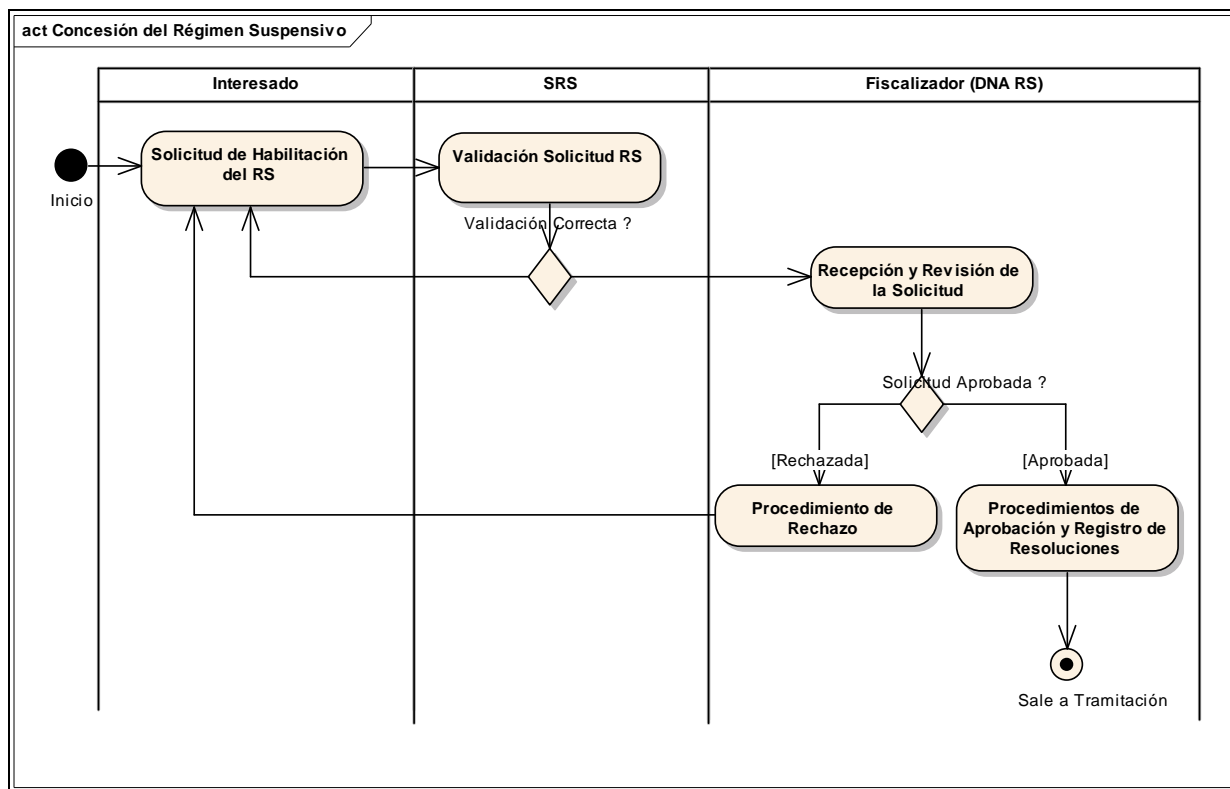 act Concesión del Régimen Suspensivo
Interesado
SRS
Fiscalizador (DNA RS)
Inicio
Solicitud de Habilitación
del RS
Validación Solicitud RS
Validación Correcta ?
Recepción y Revisión de
la Solicitud
Solicitud Aprobada ?
[Rechazada]
[Aprobada]
Procedimiento de
Rechazo
Procedimientos de
Aprobación y Registro de
Resoluciones
Sale a Tramitación